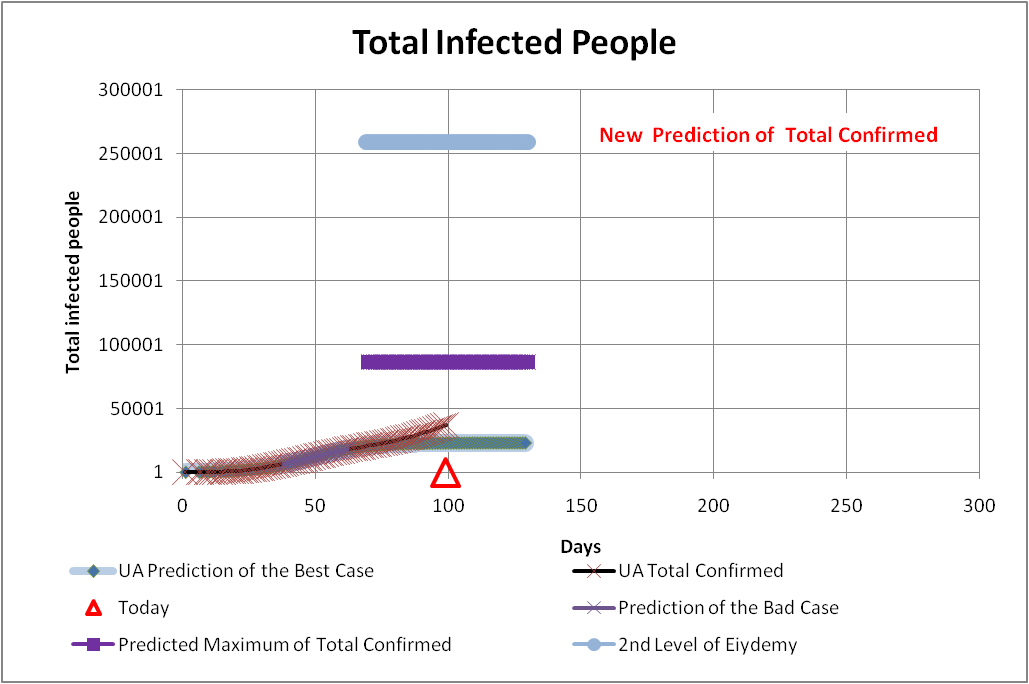 Total Infected People
300001
New Prediction of Total Confirmed
250001
200001
150001
100001
50001
1
Total infected people
0 50 100 150 200 250 300
Days
UA Prediction of the Best Case
UA Total Confirmed
Today
Prediction of the Bad Case
Predicted Maximum of Total Confirmed
2nd Level of Eiydemy